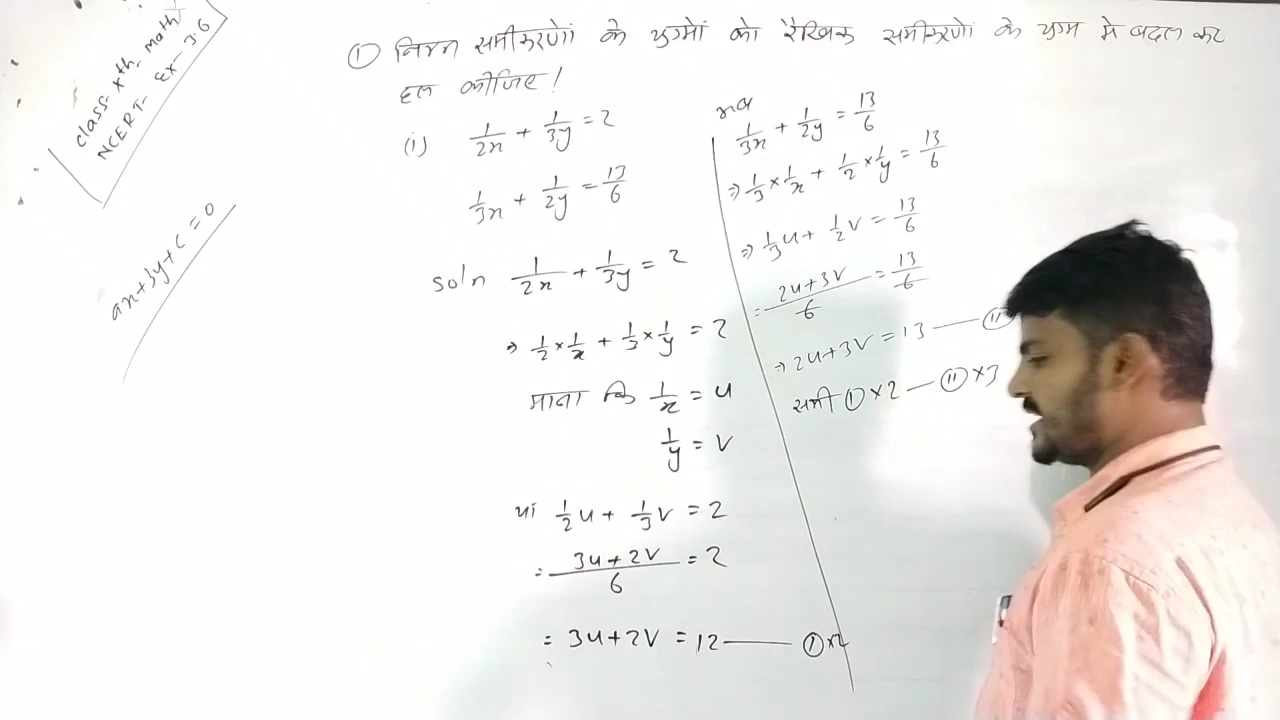 class- xth- math
NCERT- Ex- 3.6
ax+by+c=0
① निम्न समीकरणों के युग्मों को रैखिक समीकरणों के युग्म में बदल कर
हल कीजिए!
(i) 1/2x + 1/3y = 2
1/3x + 1/2y = 13/6
soln 1/2x + 1/3y = 2
⇒ 1/2 × 1/x + 1/3 × 1/y = 2
माना कि 1/x = u
1/y = v
या 1/2 u + 1/3 v = 2
= 3u+2v/6 = 2
= 3u+2v = 12 — ① ×2
1/3x + 1/2y = 13/6
⇒ 1/3 × 1/x + 1/2 × 1/y = 13/6
⇒ 1/3 u + 1/2 v = 13/6
= 2u+3v/6 = 13/6
⇒ 2u+3v = 13 — ⑪
समी ① ×2 — ⑪ ×3